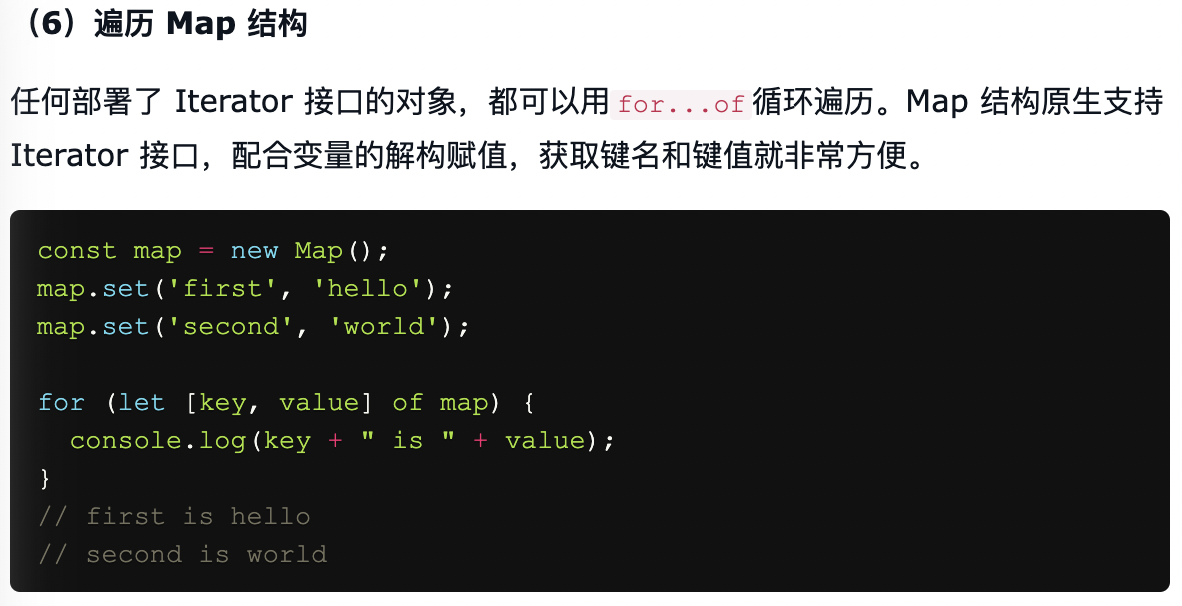 （6）遍历 Map 结构
任何部署了 Iterator 接口的对象，都可以用for...of循环遍历。Map 结构原生支持
Iterator 接口，配合变量的解构赋值，获取键名和键值就非常方便。
const map = new Map();
map.set('first', 'hello');
map.set('second', 'world');
for (let [key, value] of map) {
  console.log(key + " is " + value);
}
// first is hello
// second is world